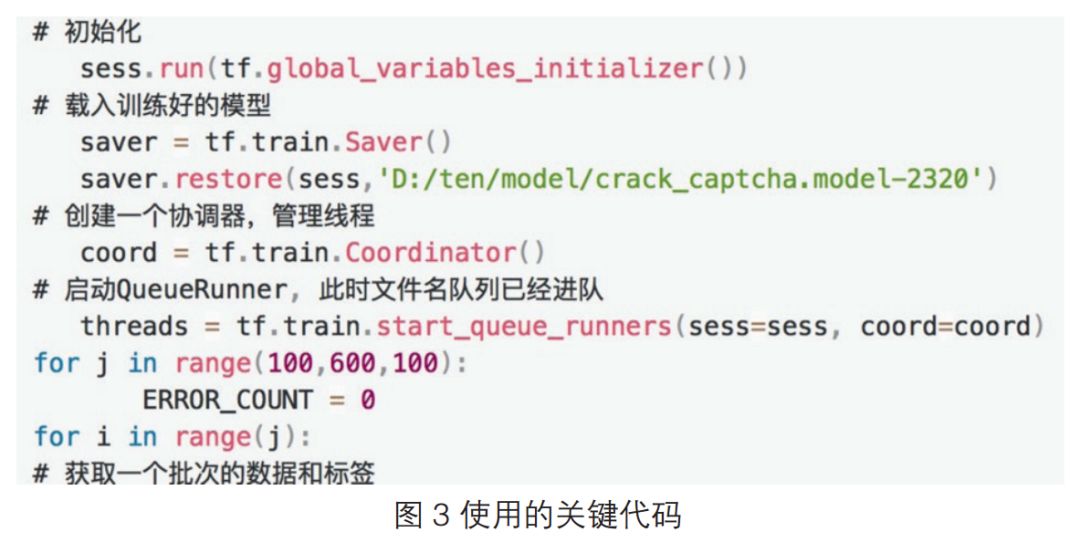 # 初始化
sess.run(tf.global_variables_initializer())
# 载入训练好的模型
saver = tf.train.Saver()
saver.restore(sess,'D:/ten/model/crack_captcha.model-2320')
# 创建一个协调器，管理线程
coord = tf.train.Coordinator()
# 启动QueueRunner, 此时文件名队列已经进队
threads = tf.train.start_queue_runners(sess=sess, coord=coord)
for j in range(100,600,100):
ERROR_COUNT = 0
for i in range(j):
# 获取一个批次的数据和标签
图 3 使用的关键代码